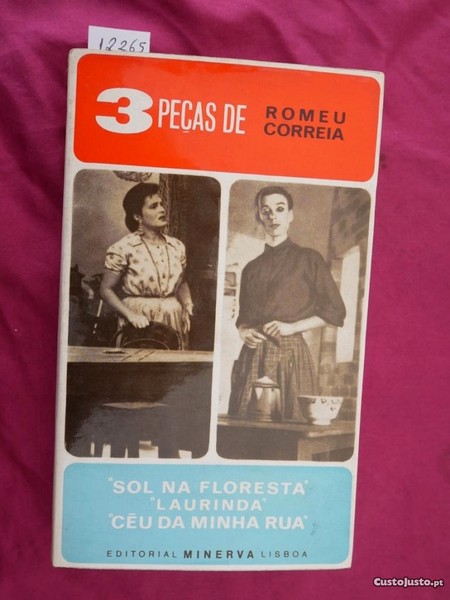 12265
3 PEÇAS DE ROMEU CORREIA
"SOL NA FLORESTA"
"LAURINDA"
"CÉU DA MINHA RUA"
EDITORIAL MINERVA LISBOA
CustoJusto.pt